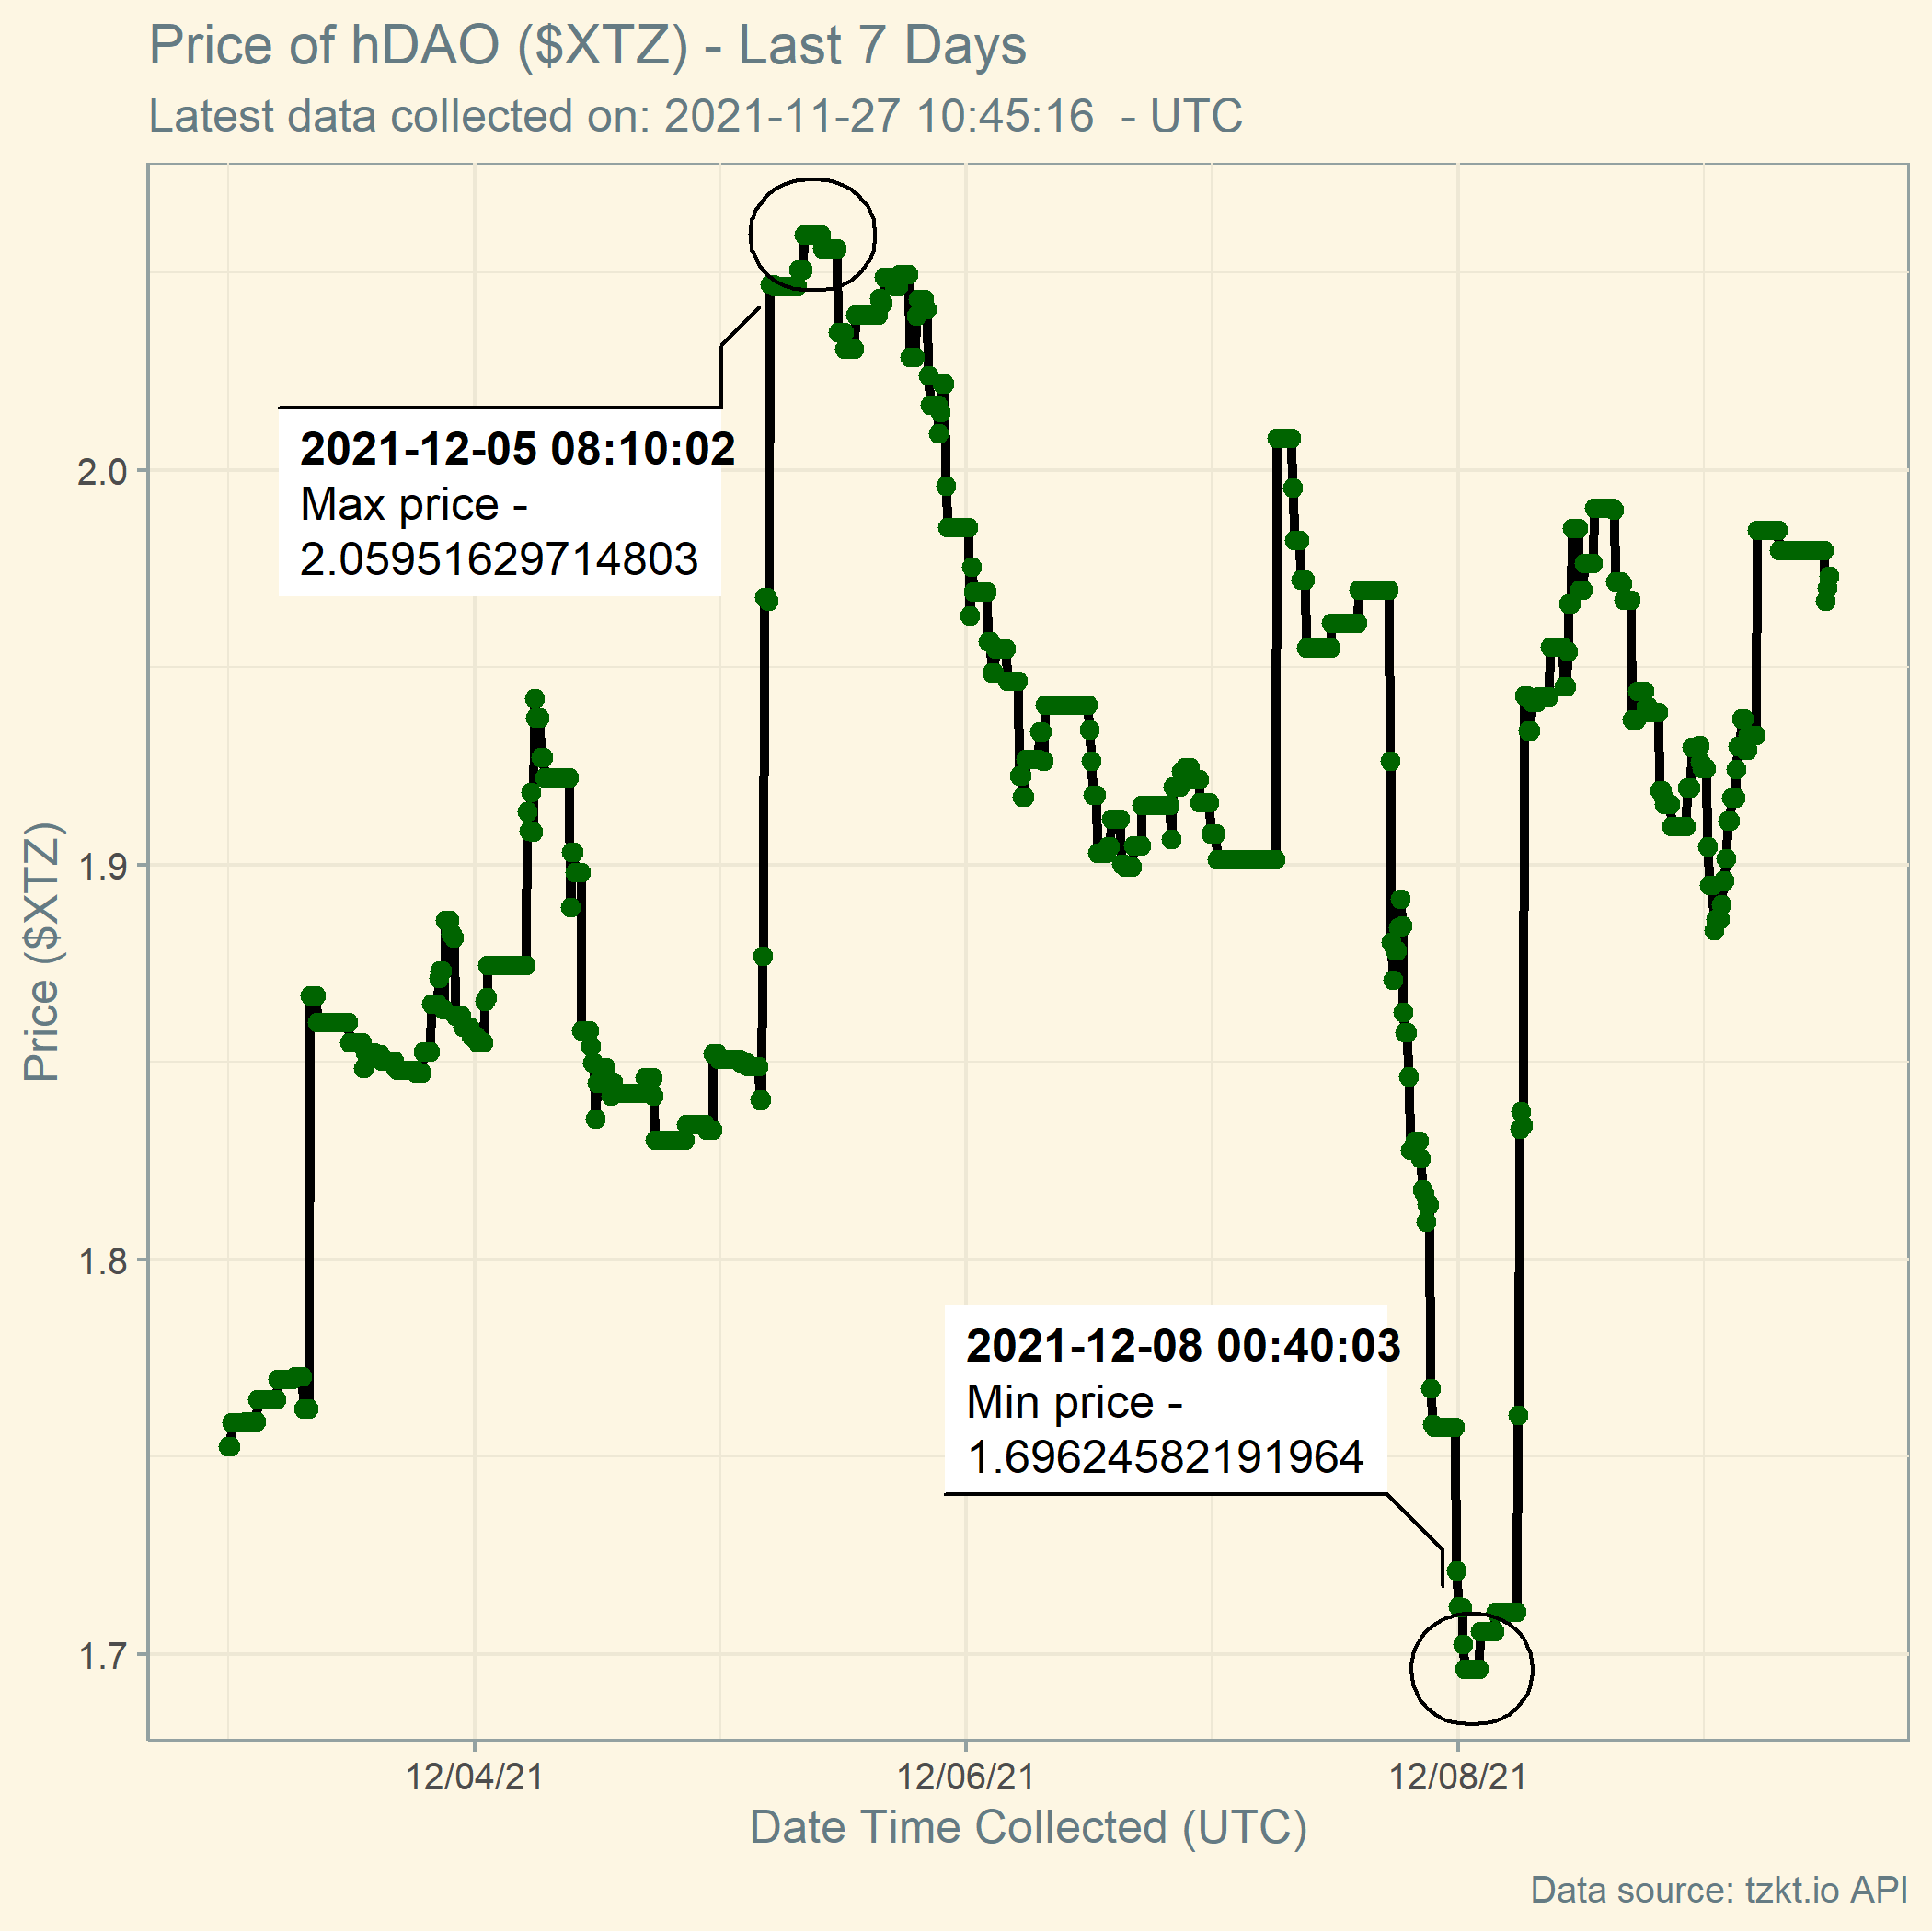 Price of hDAO ($XTZ) - Last 7 Days
Latest data collected on: 2021-11-27 10:45:16  - UTC
2021-12-05 08:10:02
Max price -
2.05951629714803
2.0
1.9
1.8
1.7
Price ($XTZ)
2021-12-08 00:40:03
Min price -
1.69624582191964
12/04/21
12/06/21
12/08/21
Date Time Collected (UTC)
Data source: tzkt.io API